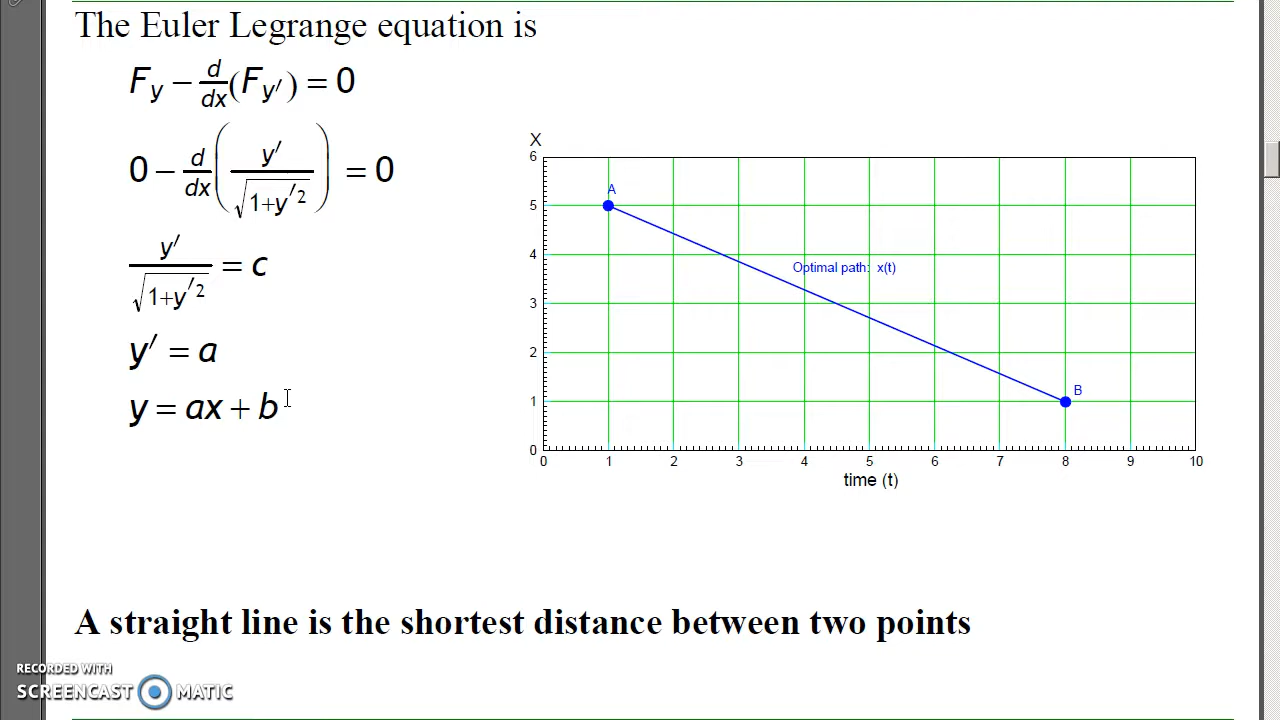 The Euler Legrange equation is
F_y − d/dx (F_y′) = 0
0 − d/dx ( y′ / √(1+y′²) ) = 0
y′ / √(1+y′²) = c
y′ = a
y = ax + b
X
6
5
4
3
2
1
0
A
Optimal path: x(t)
B
0 1 2 3 4 5 6 7 8 9 10
time (t)
A straight line is the shortest distance between two points
RECORDED WITH
SCREENCAST MATIC